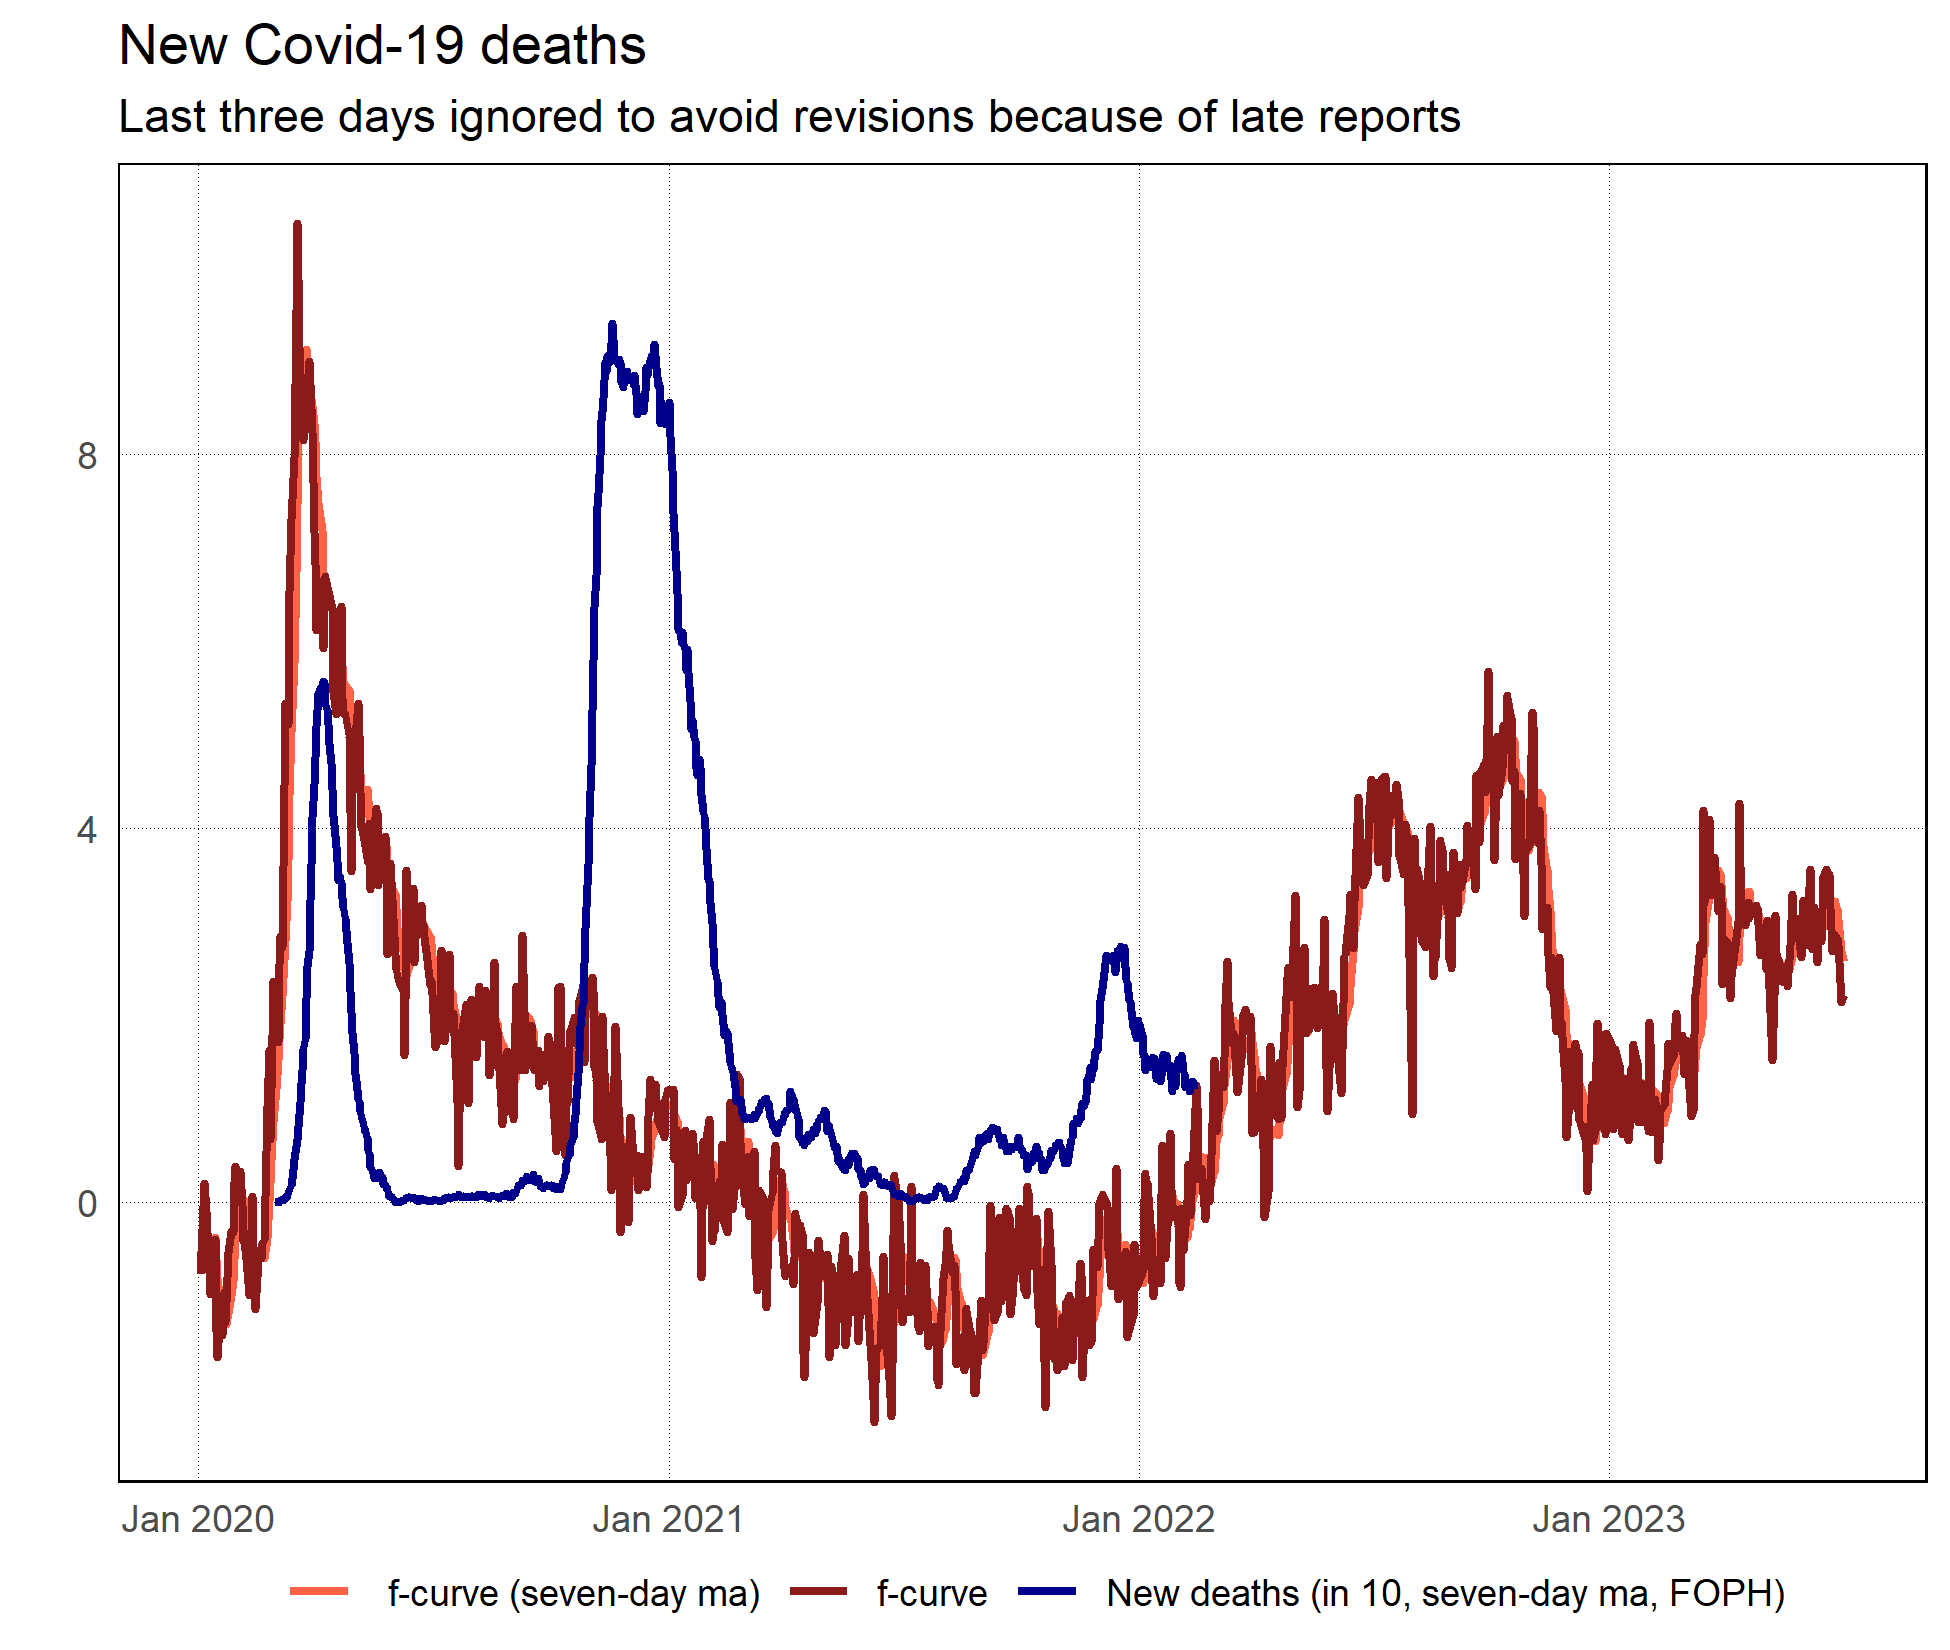 New Covid-19 deaths
Last three days ignored to avoid revisions because of late reports
8
4
0
Jan 2020 Jan 2021 Jan 2022 Jan 2023
f-curve (seven-day ma) f-curve New deaths (in 10, seven-day ma, FOPH)